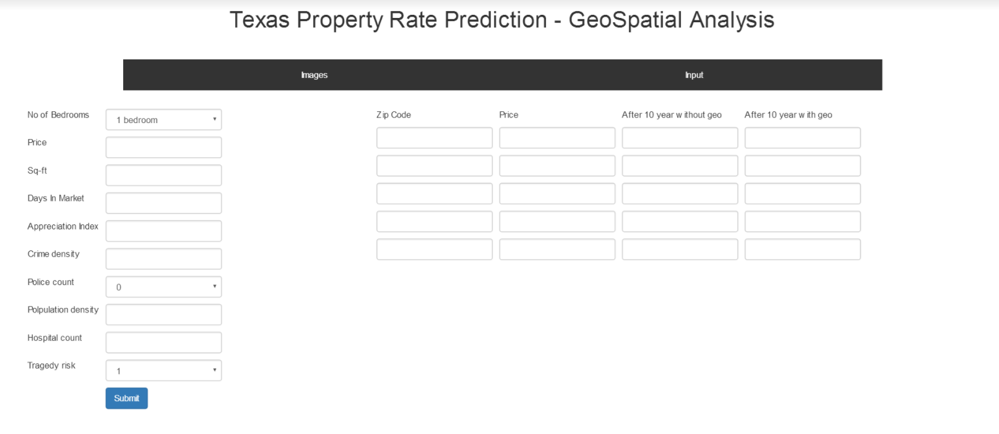 Texas Property Rate Prediction - GeoSpatial Analysis
Images Input
No of Bedrooms 1 bedroom
Price
Sq-ft
Days In Market
Appreciation Index
Crime density
Police count 0
Polpulation density
Hospital count
Tragedy risk 1
Submit
Zip Code Price After 10 year without geo After 10 year with geo